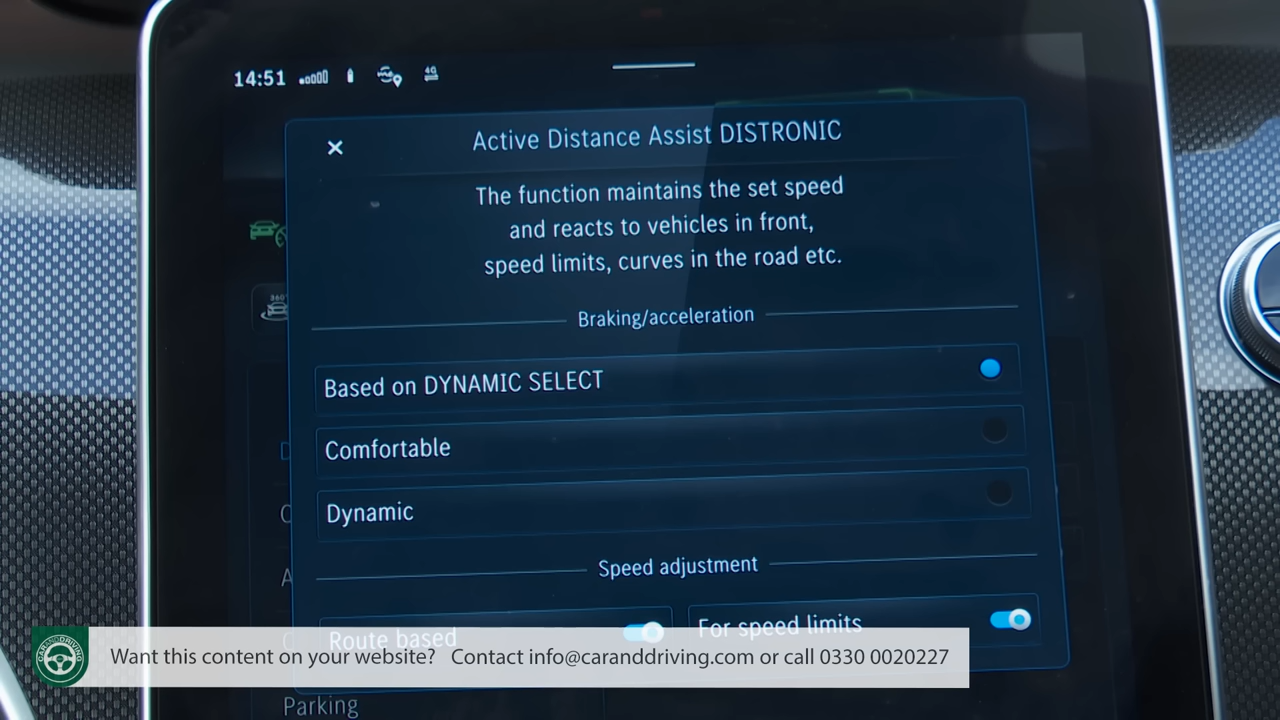 14:51
4G
Active Distance Assist DISTRONIC
The function maintains the set speed
and reacts to vehicles in front,
speed limits, curves in the road etc.
360°
Braking/acceleration
Based on DYNAMIC SELECT
Comfortable
Dynamic
Speed adjustment
Route based
For speed limits
CARANDDRIVING
Want this content on your website? Contact info@caranddriving.com or call 0330 0020227
Parking